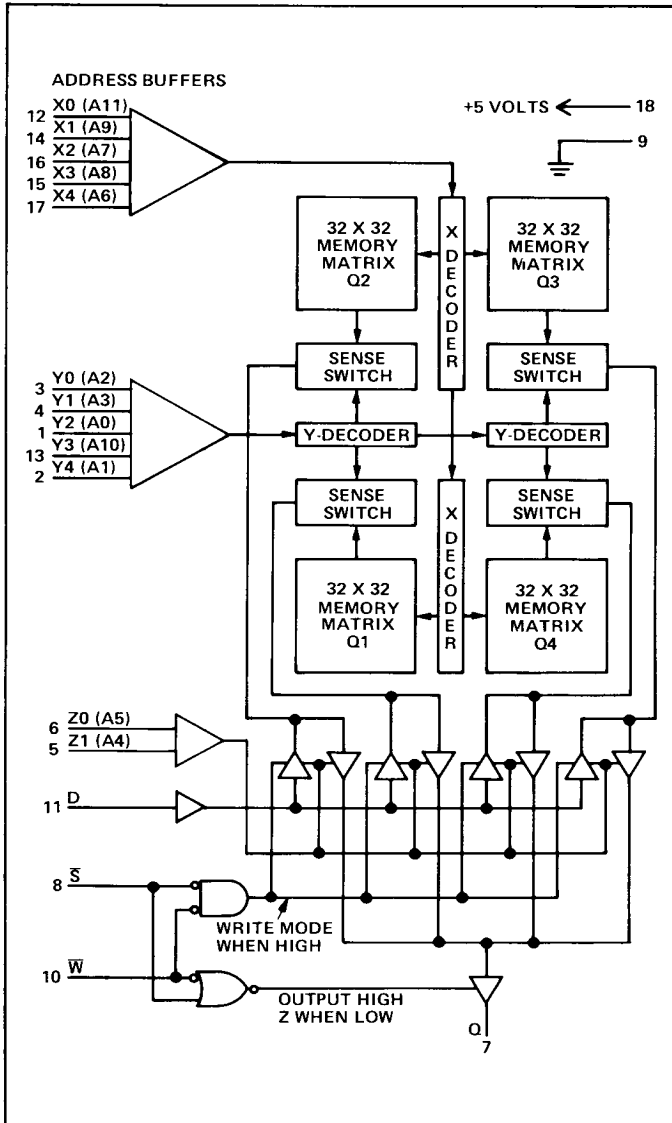 ADDRESS BUFFERS
12 X0 (A11)
14 X1 (A9)
16 X2 (A7)
15 X3 (A8)
17 X4 (A6)
+5 VOLTS 18
9
32 X 32
MEMORY
MATRIX
Q2
X DECODER
32 X 32
MEMORY
MATRIX
Q3
SENSE
SWITCH
SENSE
SWITCH
3 Y0 (A2)
4 Y1 (A3)
1 Y2 (A0)
13 Y3 (A10)
2 Y4 (A1)
Y-DECODER
Y-DECODER
SENSE
SWITCH
SENSE
SWITCH
32 X 32
MEMORY
MATRIX
Q1
X DECODER
32 X 32
MEMORY
MATRIX
Q4
6 Z0 (A5)
5 Z1 (A4)
11 D
8 S̅
WRITE MODE
WHEN HIGH
10 W̅
OUTPUT HIGH
Z WHEN LOW
Q
7